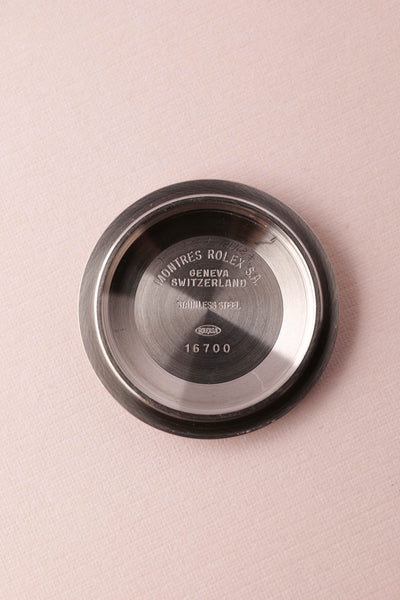 MONTRES ROLEX S.A.
GENEVA
SWITZERLAND
STAINLESS STEEL
16700